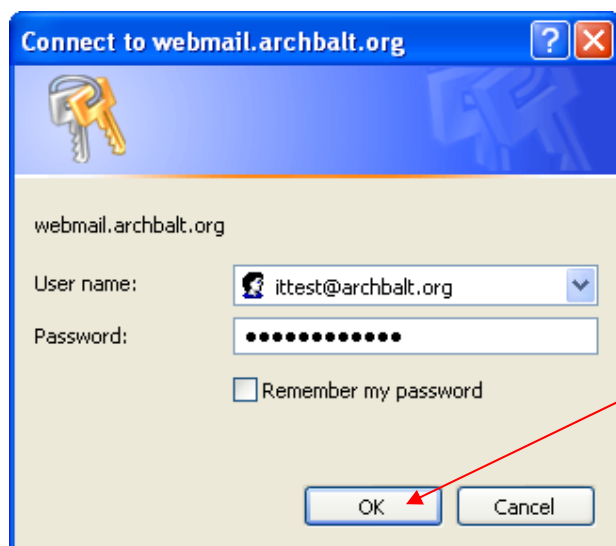 Connect to webmail.archbalt.org
webmail.archbalt.org
User name: ittest@archbalt.org
Password: ●●●●●●●●●●●●
Remember my password
OK Cancel